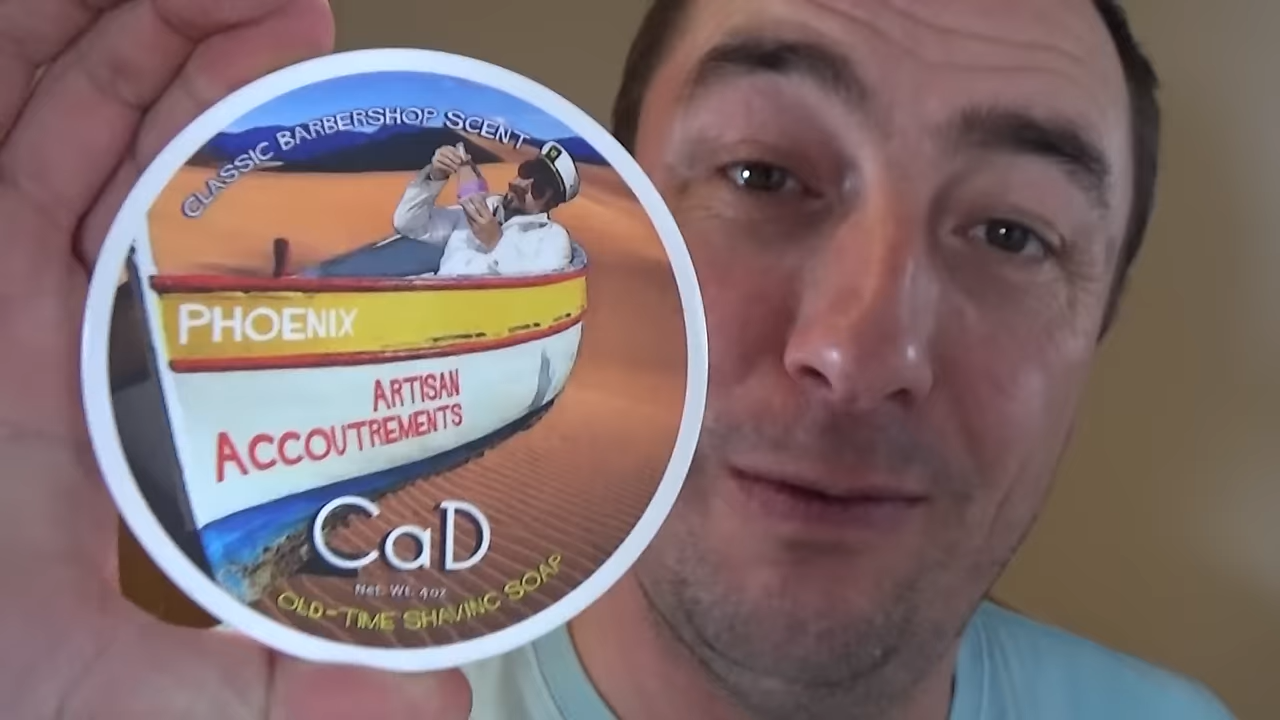 CLASSIC BARBERSHOP SCENT
PHOENIX
ARTISAN
ACCOUTREMENTS
CaD
Net. Wt. 4oz
OLD-TIME SHAVING SOAP